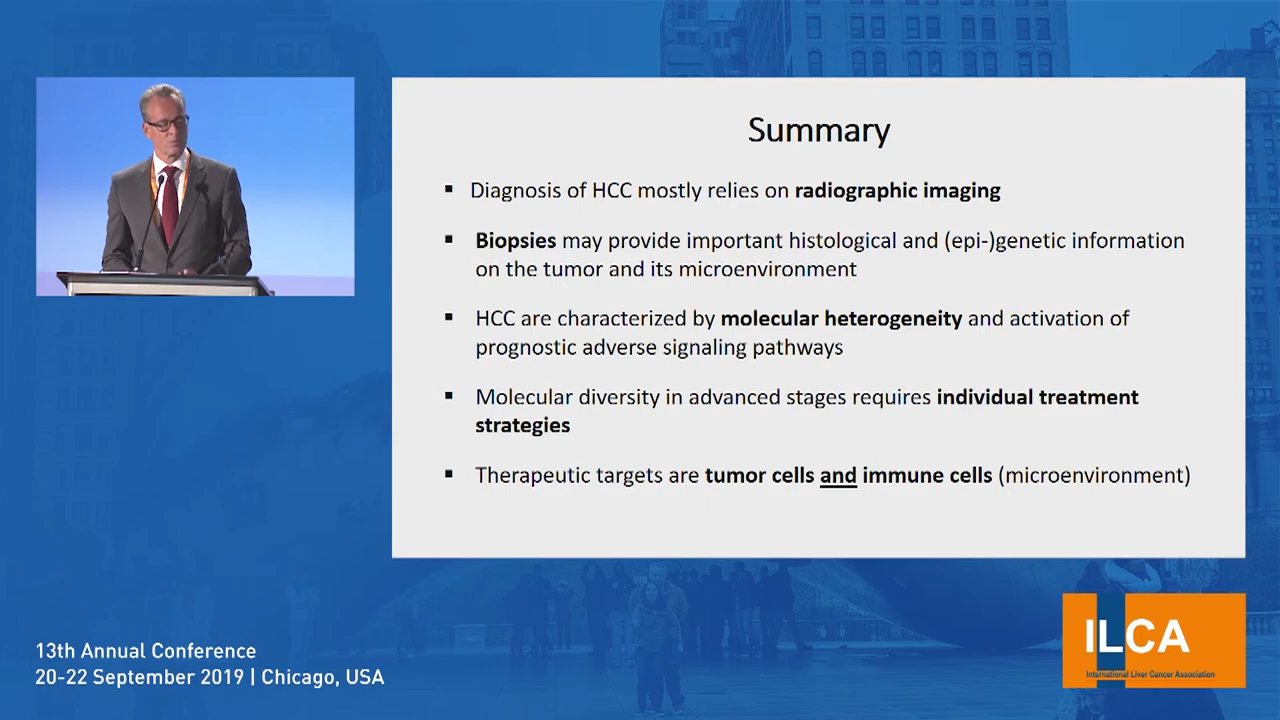 Summary
▪ Diagnosis of HCC mostly relies on radiographic imaging
▪ Biopsies may provide important histological and (epi-)genetic information
on the tumor and its microenvironment
▪ HCC are characterized by molecular heterogeneity and activation of
prognostic adverse signaling pathways
▪ Molecular diversity in advanced stages requires individual treatment
strategies
▪ Therapeutic targets are tumor cells and immune cells (microenvironment)
13th Annual Conference
20-22 September 2019 | Chicago, USA
ILCA
International Liver Cancer Association